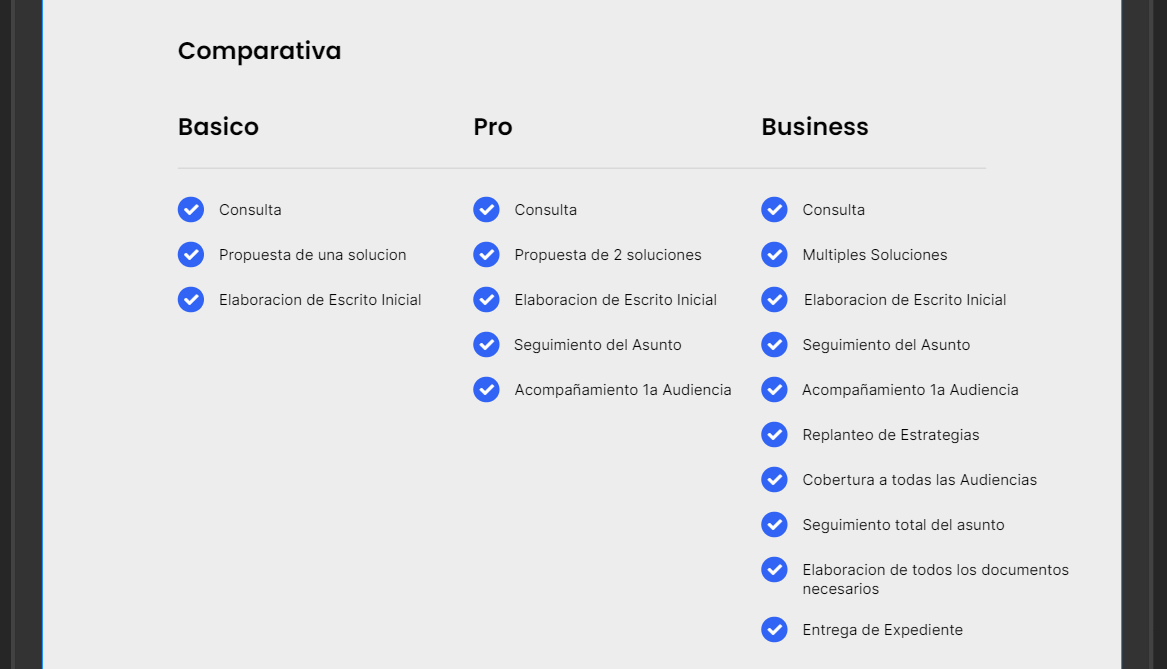 Comparativa
Basico
Pro
Business
Consulta
Consulta
Consulta
Propuesta de una solucion
Propuesta de 2 soluciones
Multiples Soluciones
Elaboracion de Escrito Inicial
Elaboracion de Escrito Inicial
Elaboracion de Escrito Inicial
Seguimiento del Asunto
Seguimiento del Asunto
Acompañamiento 1a Audiencia
Acompañamiento 1a Audiencia
Replanteo de Estrategias
Cobertura a todas las Audiencias
Seguimiento total del asunto
Elaboracion de todos los documentos
necesarios
Entrega de Expediente